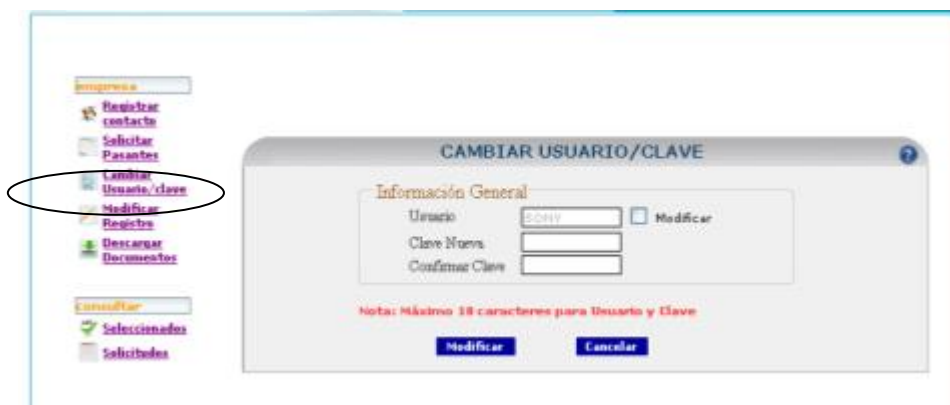 empresa
Registrar
contacto
Solicitar
Pasantes
Cambiar
Usuario/clave
Modificar
Registro
Descargar
Documentos
consultar
Seleccionados
Solicitudes
CAMBIAR USUARIO/CLAVE
?
Información General
Usuario SONY Modificar
Clave Nueva
Confirmar Clave
Nota: Máximo 10 caracteres para Usuario y Clave
Modificar Cancelar